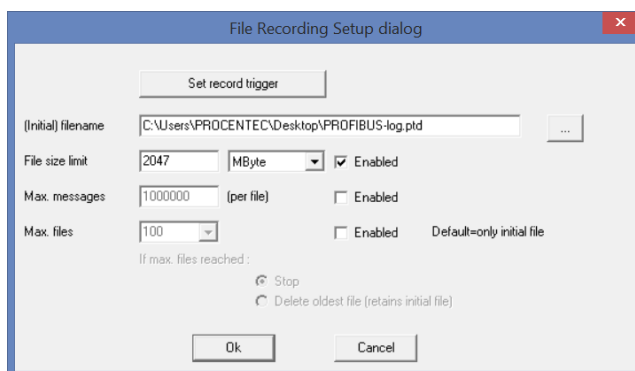 File Recording Setup dialog
x
Set record trigger
(Initial) filename C:\Users\PROCENTEC\Desktop\PROFIBUS-log.ptd ...
File size limit 2047 MByte Enabled
Max. messages 1000000 (per file) Enabled
Max. files 100 Enabled Default=only initial file
If max. files reached :
Stop
Delete oldest file (retains initial file)
Ok Cancel